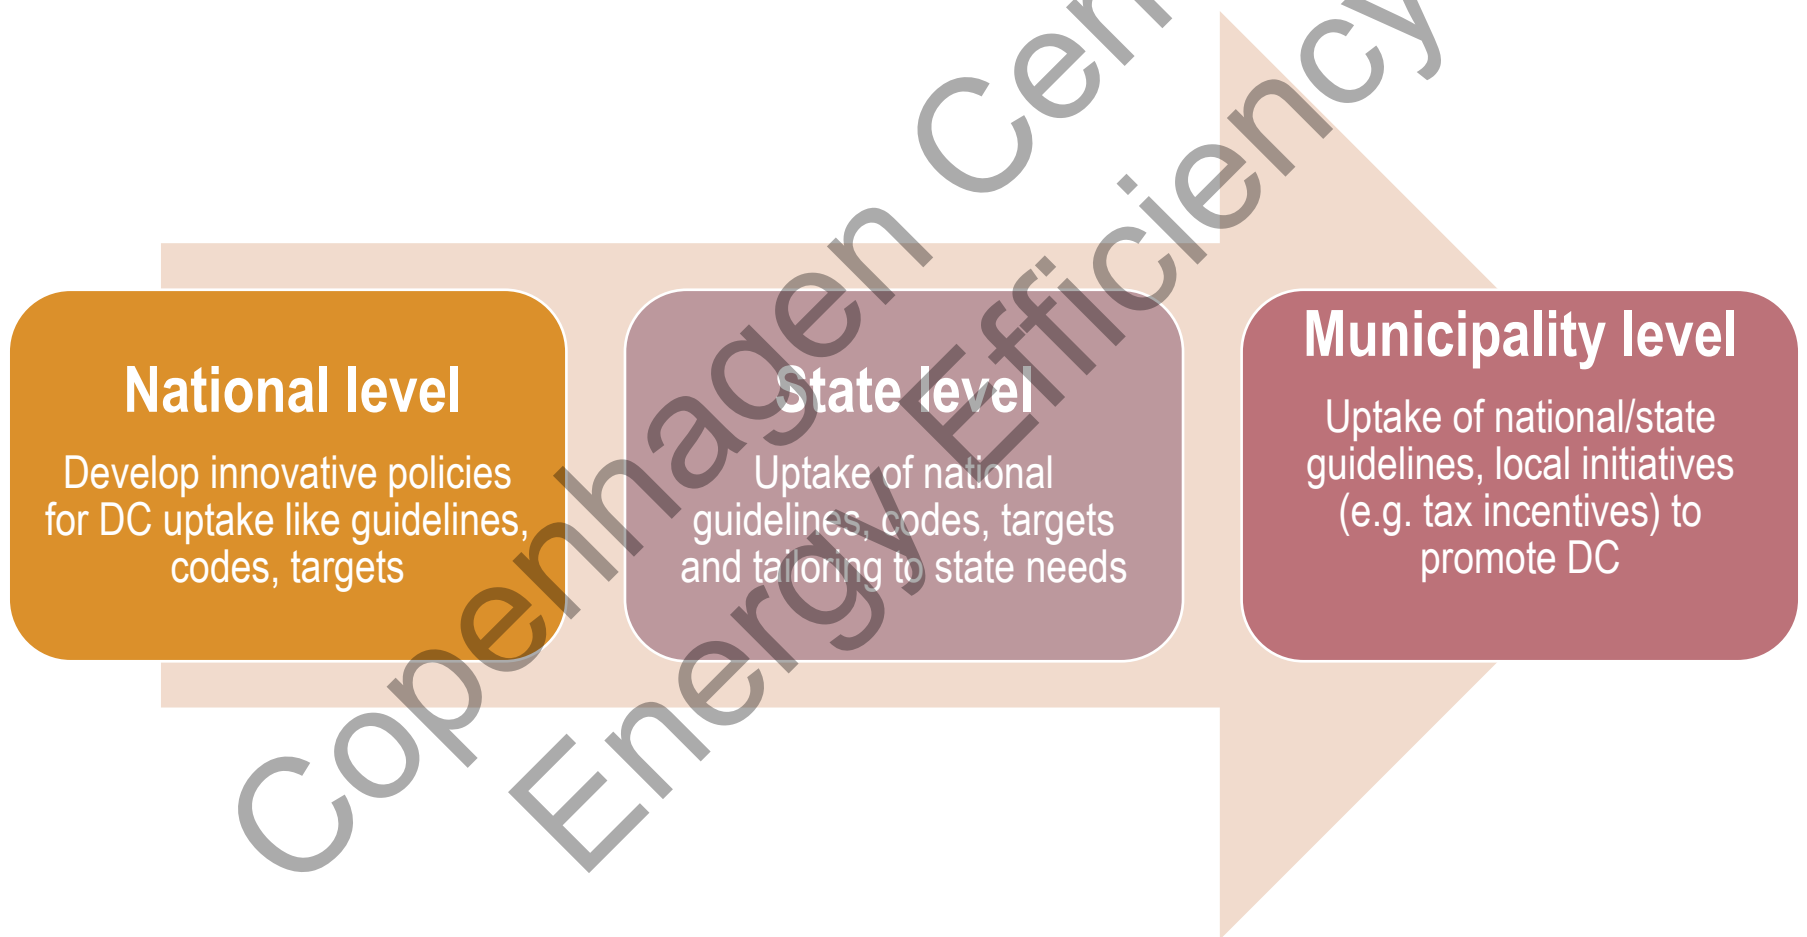 National level
Develop innovative policies
for DC uptake like guidelines,
codes, targets
State level
Uptake of national
guidelines, codes, targets
and tailoring to state needs
Municipality level
Uptake of national/state
guidelines, local initiatives
(e.g. tax incentives) to
promote DC
Copenhagen
Energy Efficiency